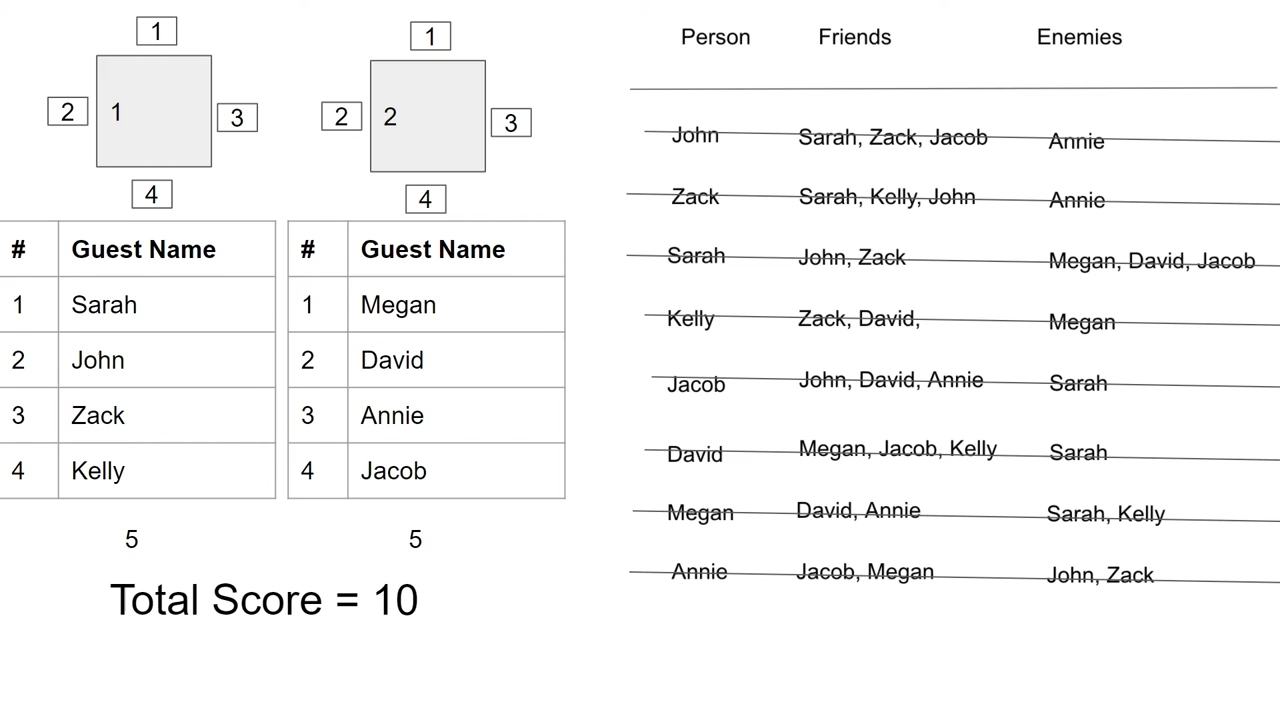 1
2 1 3
4
1
2 2 3
4
# Guest Name
1 Sarah
2 John
3 Zack
4 Kelly
5
# Guest Name
1 Megan
2 David
3 Annie
4 Jacob
5
Total Score = 10
Person Friends Enemies
John Sarah, Zack, Jacob Annie
Zack Sarah, Kelly, John Annie
Sarah John, Zack Megan, David, Jacob
Kelly Zack, David, Megan
Jacob John, David, Annie Sarah
David Megan, Jacob, Kelly Sarah
Megan David, Annie Sarah, Kelly
Annie Jacob, Megan John, Zack